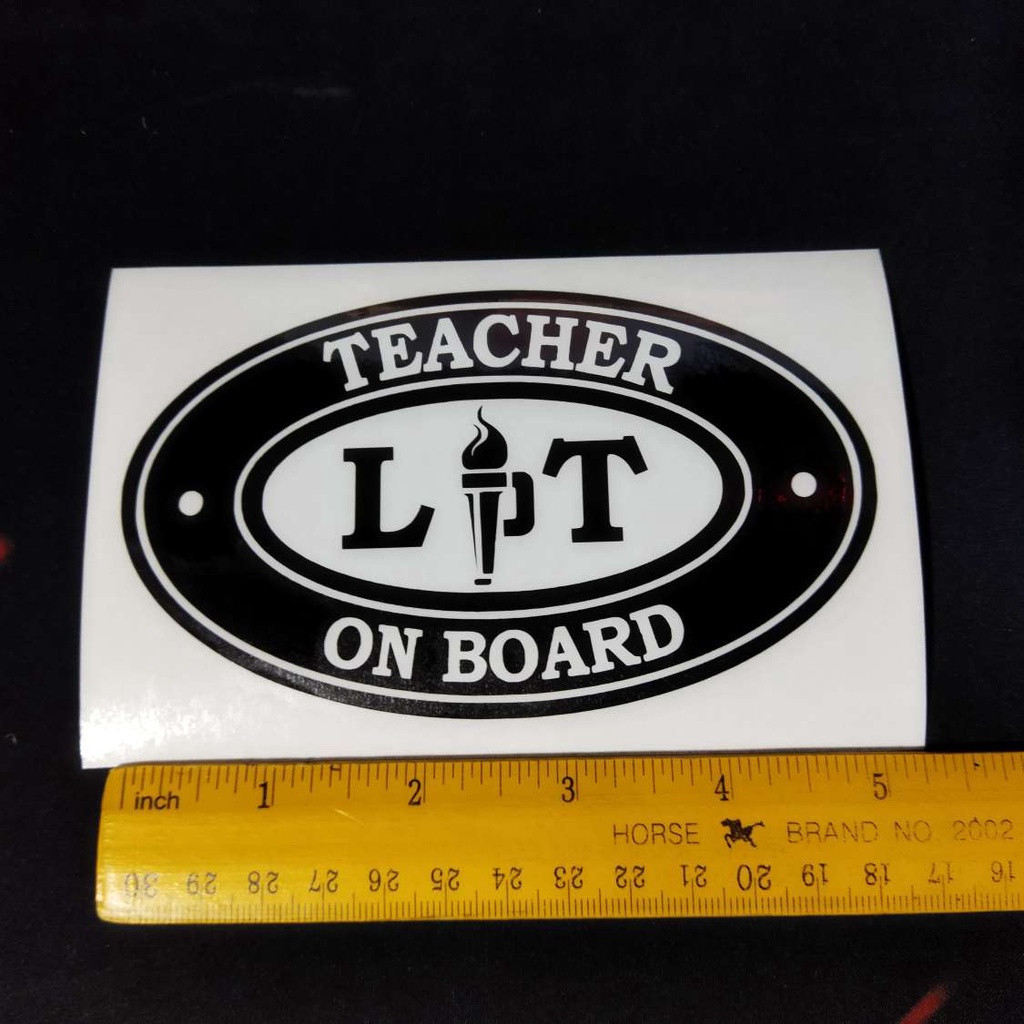 TEACHER
LPT
ON BOARD
inch 1 2 3 4 5
HORSE BRAND NO. 2002
30 29 28 27 26 25 24 23 22 21 20 19 18 17 16